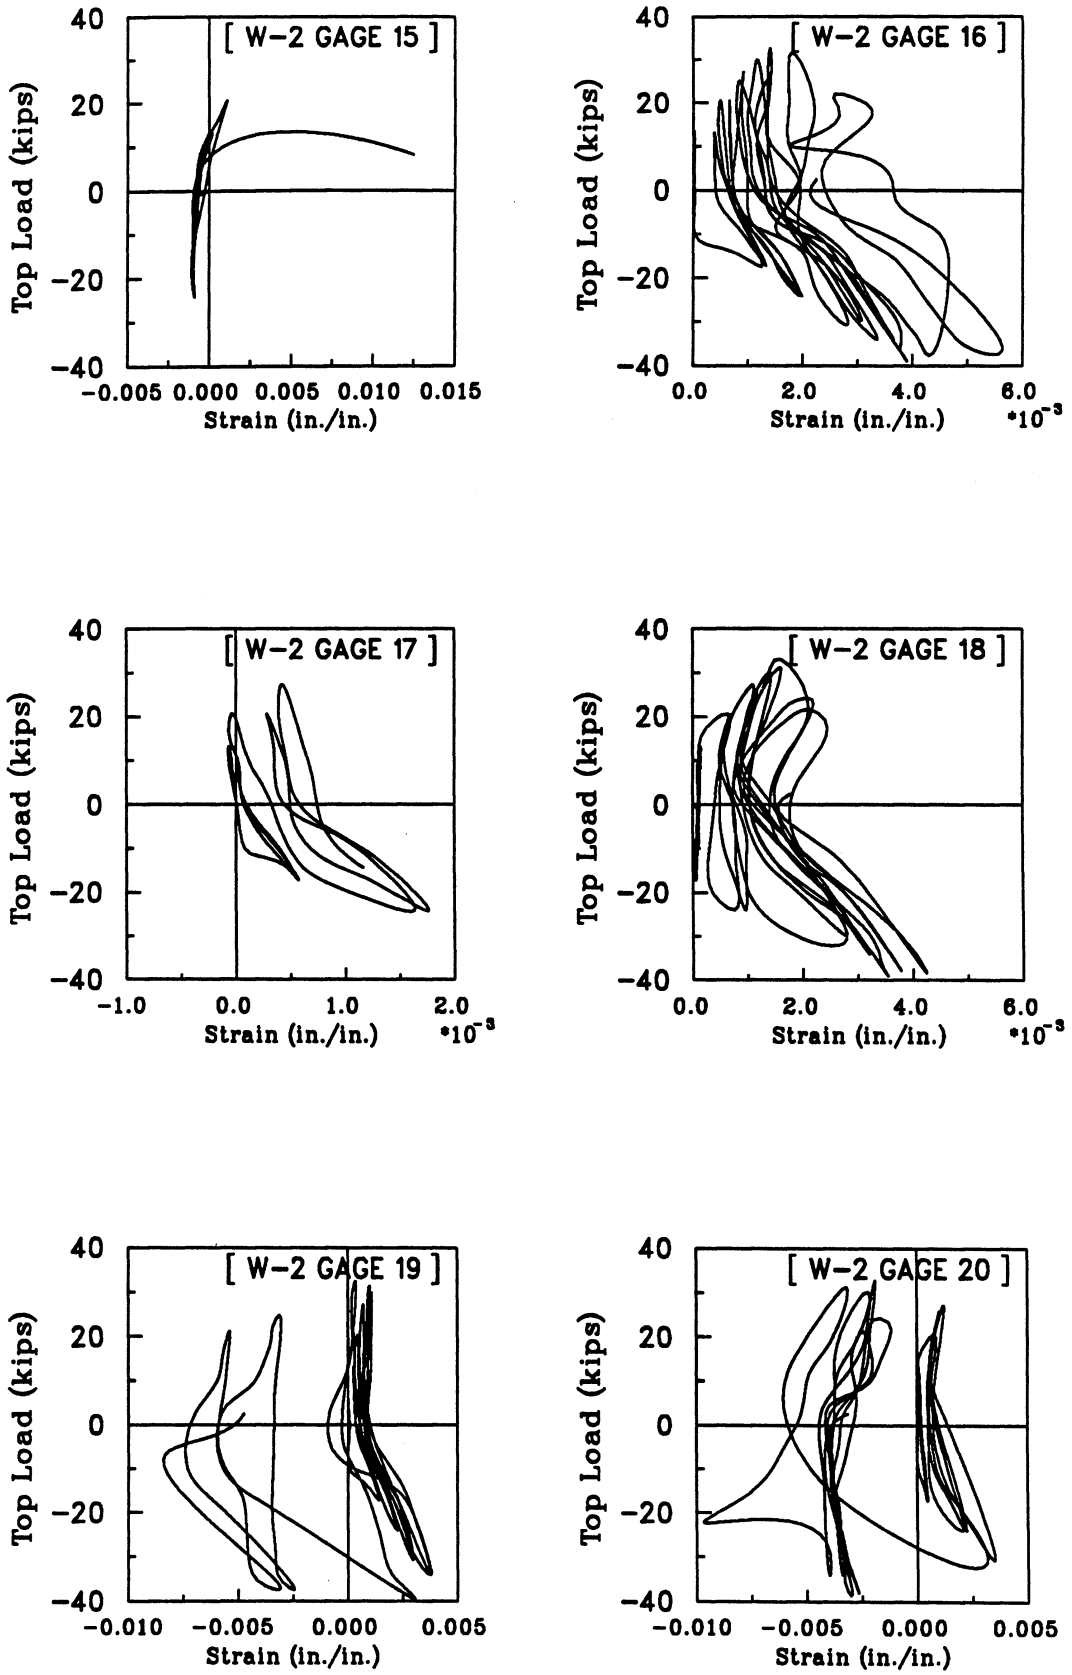 [ W-2 GAGE 15 ]
40
20
0
-20
-40
Top Load (kips)
-0.005 0.000 0.005 0.010 0.015
Strain (in./in.)
[ W-2 GAGE 16 ]
40
20
0
-20
-40
Top Load (kips)
0.0 2.0 4.0 6.0
Strain (in./in.) *10⁻³
[ W-2 GAGE 17 ]
40
20
0
-20
-40
Top Load (kips)
-1.0 0.0 1.0 2.0
Strain (in./in.) *10⁻³
[ W-2 GAGE 18 ]
40
20
0
-20
-40
Top Load (kips)
0.0 2.0 4.0 6.0
Strain (in./in.) *10⁻³
[ W-2 GAGE 19 ]
40
20
0
-20
-40
Top Load (kips)
-0.010 -0.005 0.000 0.005
Strain (in./in.)
[ W-2 GAGE 20 ]
40
20
0
-20
-40
Top Load (kips)
-0.010 -0.005 0.000 0.005
Strain (in./in.)